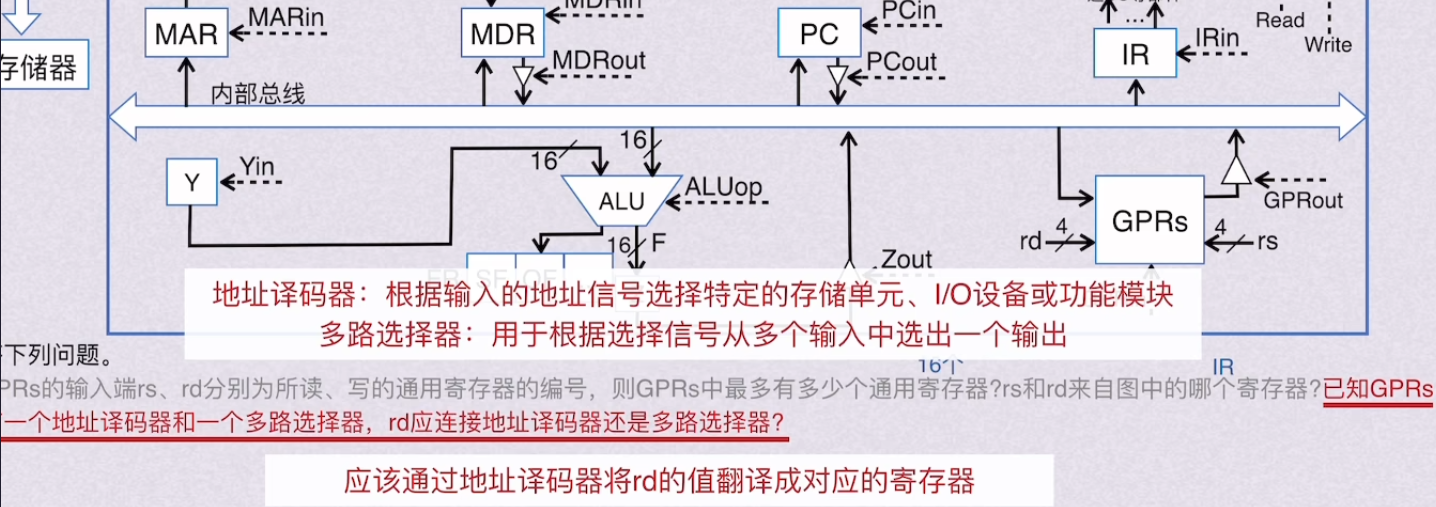 MDRin
MAR
MARin
MDR
MDRout
PC
PCin
PCout
...
IR
IRin
Read
Write
存储器
内部总线
16
16
Y
Yin
ALU
ALUop
16
F
GPRs
GPRout
rd
4
4
rs
Zout
FR
SF
OF
地址译码器：根据输入的地址信号选择特定的存储单元、I/O设备或功能模块
多路选择器：用于根据选择信号从多个输入中选出一个输出
下列问题。
16个
IR
PRs的输入端rs、rd分别为所读、写的通用寄存器的编号，则GPRs中最多有多少个通用寄存器?rs和rd来自图中的哪个寄存器?已知GPRs
一个地址译码器和一个多路选择器，rd应连接地址译码器还是多路选择器?
应该通过地址译码器将rd的值翻译成对应的寄存器